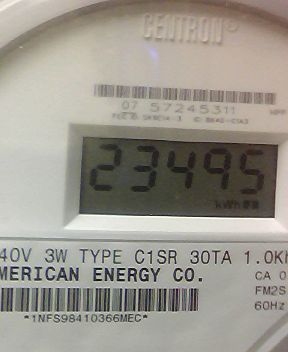 CENTRON®
07 57245311
23495
kWh
40V 3W TYPE C1SR 30TA 1.0Kh
MERICAN ENERGY CO.
CA 0
FM2S
60Hz
*1NFS98410366MEC*